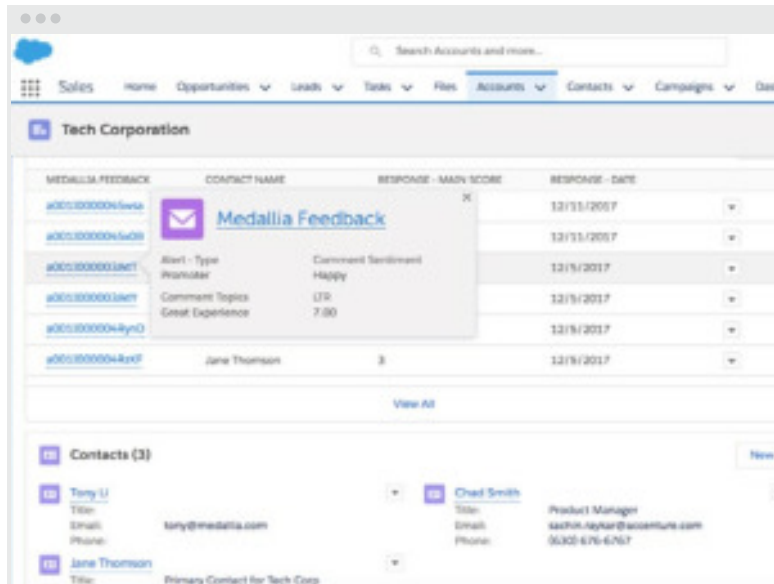 Search Accounts and more...
Sales Home Opportunities Leads Tasks Files Accounts Contacts Campaigns
Tech Corporation
MEDALLIA FEEDBACK CONTACT NAME RESPONSE - MAIN SCORE RESPONSE - DATE
12/11/2017
12/11/2017
12/5/2017
12/5/2017
12/5/2017
Jane Thomson 3 12/5/2017
Medallia Feedback
Alert - Type Comment Sentiment
Promoter Happy
Comment Topics LTR
Great Experience 7.00
View All
Contacts (3)
New
Tony Li
Title:
Email: tony@medallia.com
Phone:
Chad Smith
Title: Product Manager
Email: sachin.raykar@accenture.com
Phone: (630) 676-6767
Jane Thomson
Title: Primary Contact for Tech Corp